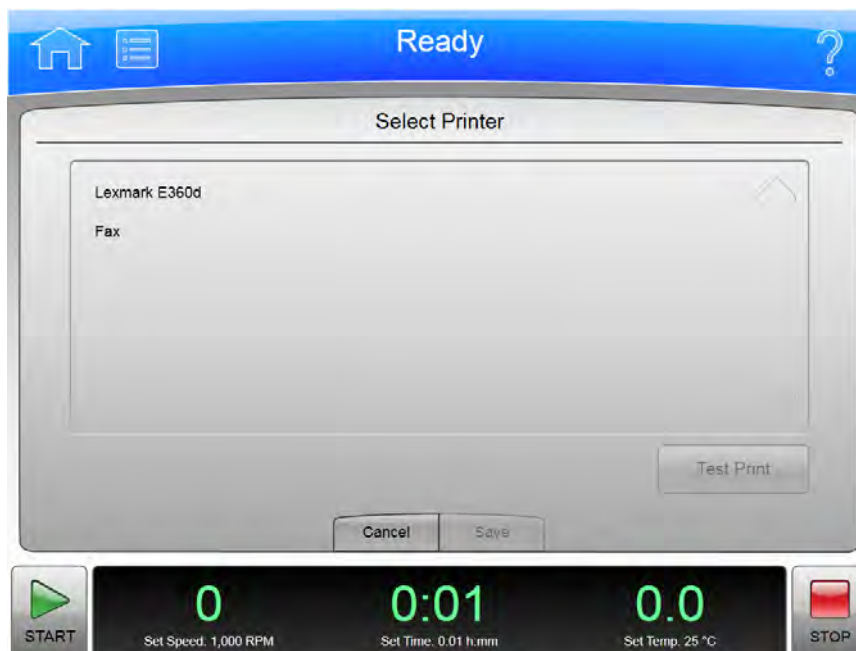 Ready
Select Printer
Lexmark E360d
Fax
Test Print
Cancel
Save
START
0
0:01
0.0
STOP
Set Speed. 1,000 RPM
Set Time. 0:01 h:mm
Set Temp. 25 °C